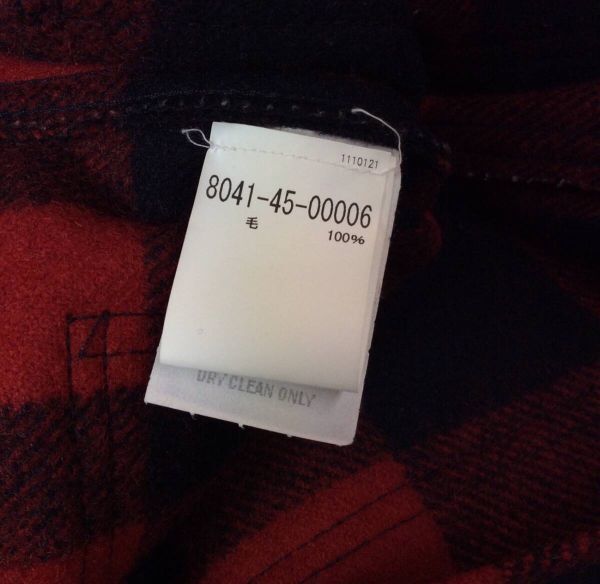 1110121
8041-45-00006
毛
100%
DRY CLEAN ONLY